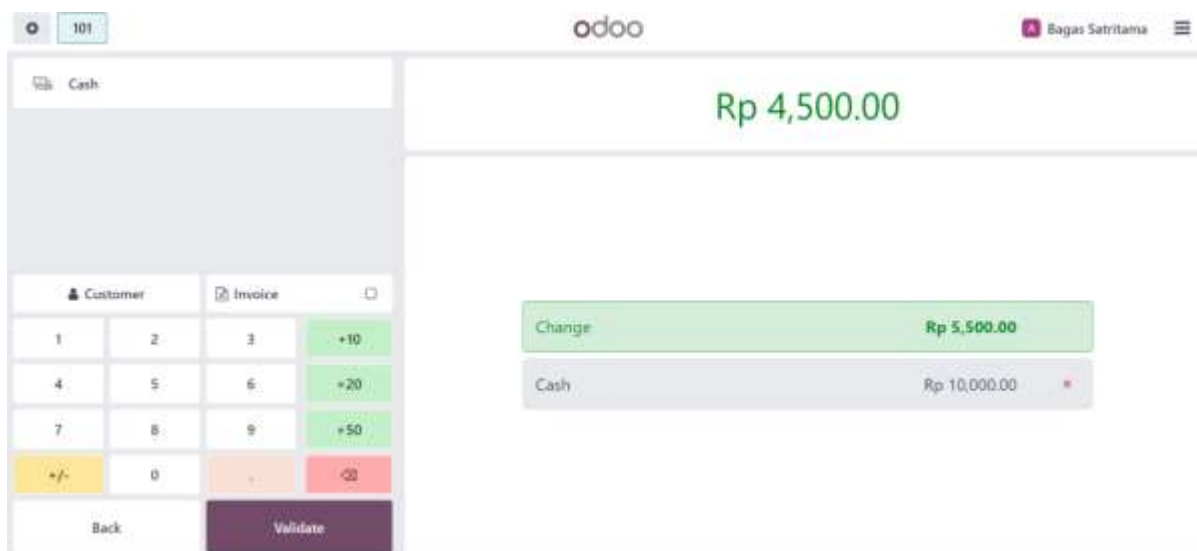 101
odoo
A Bagas Satritama
Cash
Rp 4,500.00
Customer
Invoice
1 2 3 +10
4 5 6 +20
7 8 9 +50
+/- 0 .
Back
Validate
Change Rp 5,500.00
Cash Rp 10,000.00